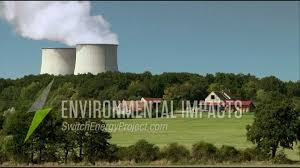 ENVIRONMENTAL IMPACTS
SwitchEnergyProject.com